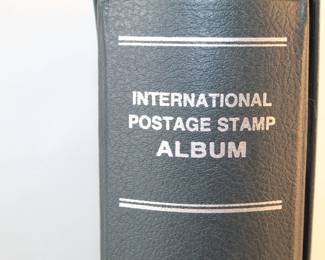 INTERNATIONAL
POSTAGE STAMP
ALBUM